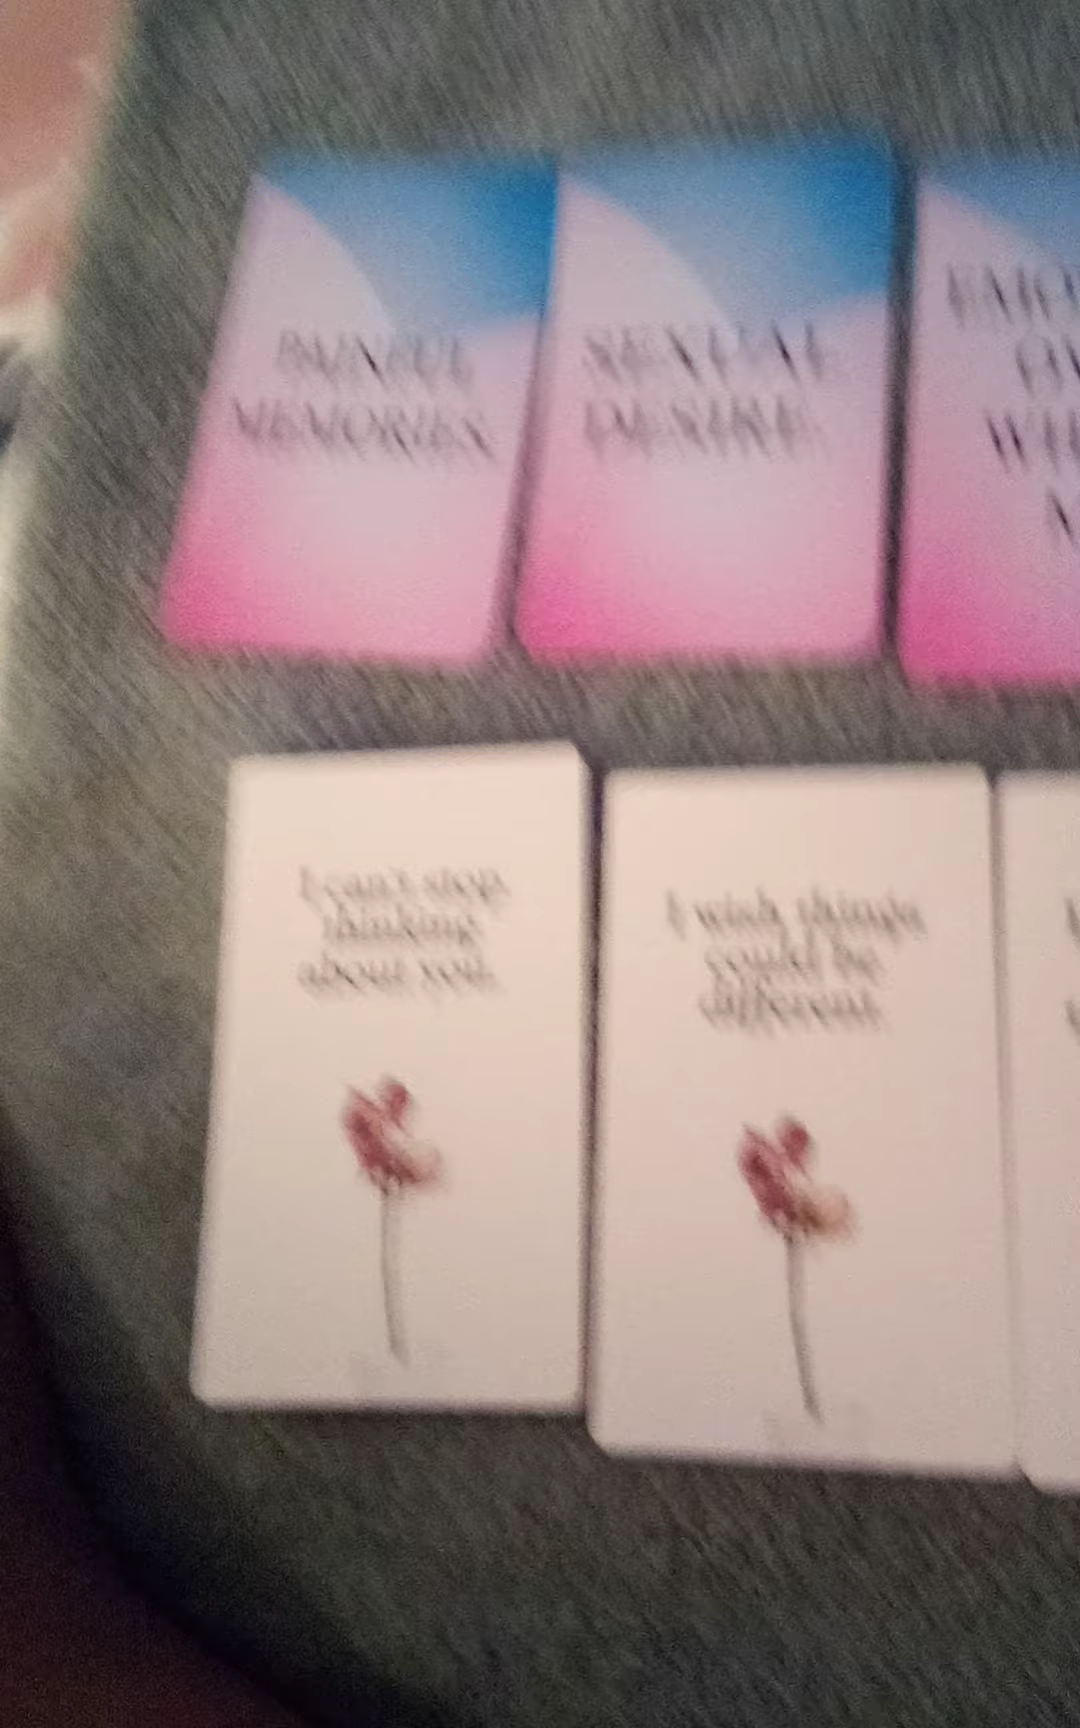 PAINFUL
MEMORIES
SEXUAL
DESIRE
I can't stop
thinking
about you.
I wish things
could be
different.